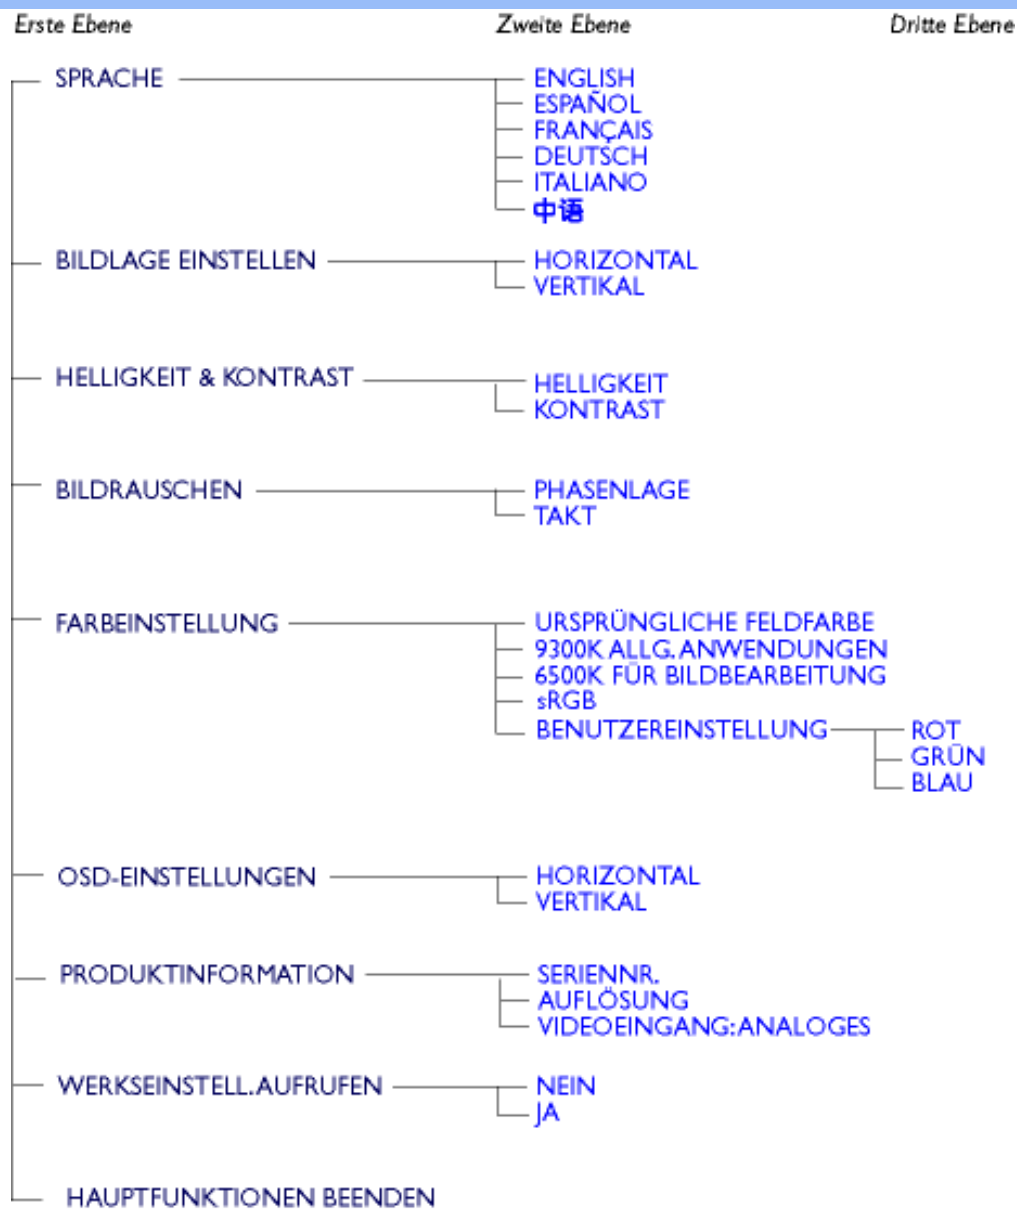 Erste Ebene Zweite Ebene Dritte Ebene
SPRACHE ENGLISH
ESPAÑOL
FRANÇAIS
DEUTSCH
ITALIANO
中语
BILDLAGE EINSTELLEN HORIZONTAL
VERTIKAL
HELLIGKEIT & KONTRAST HELLIGKEIT
KONTRAST
BILDRAUSCHEN PHASENLAGE
TAKT
FARBEINSTELLUNG URSPRÜNGLICHE FELDFARBE
9300K ALLG. ANWENDUNGEN
6500K FÜR BILDBEARBEITUNG
sRGB
BENUTZEREINSTELLUNG ROT
GRÜN
BLAU
OSD-EINSTELLUNGEN HORIZONTAL
VERTIKAL
PRODUKTINFORMATION SERIENNR.
AUFLÖSUNG
VIDEOEINGANG:ANALOGES
WERKSEINSTELL. AUFRUFEN NEIN
JA
HAUPTFUNKTIONEN BEENDEN